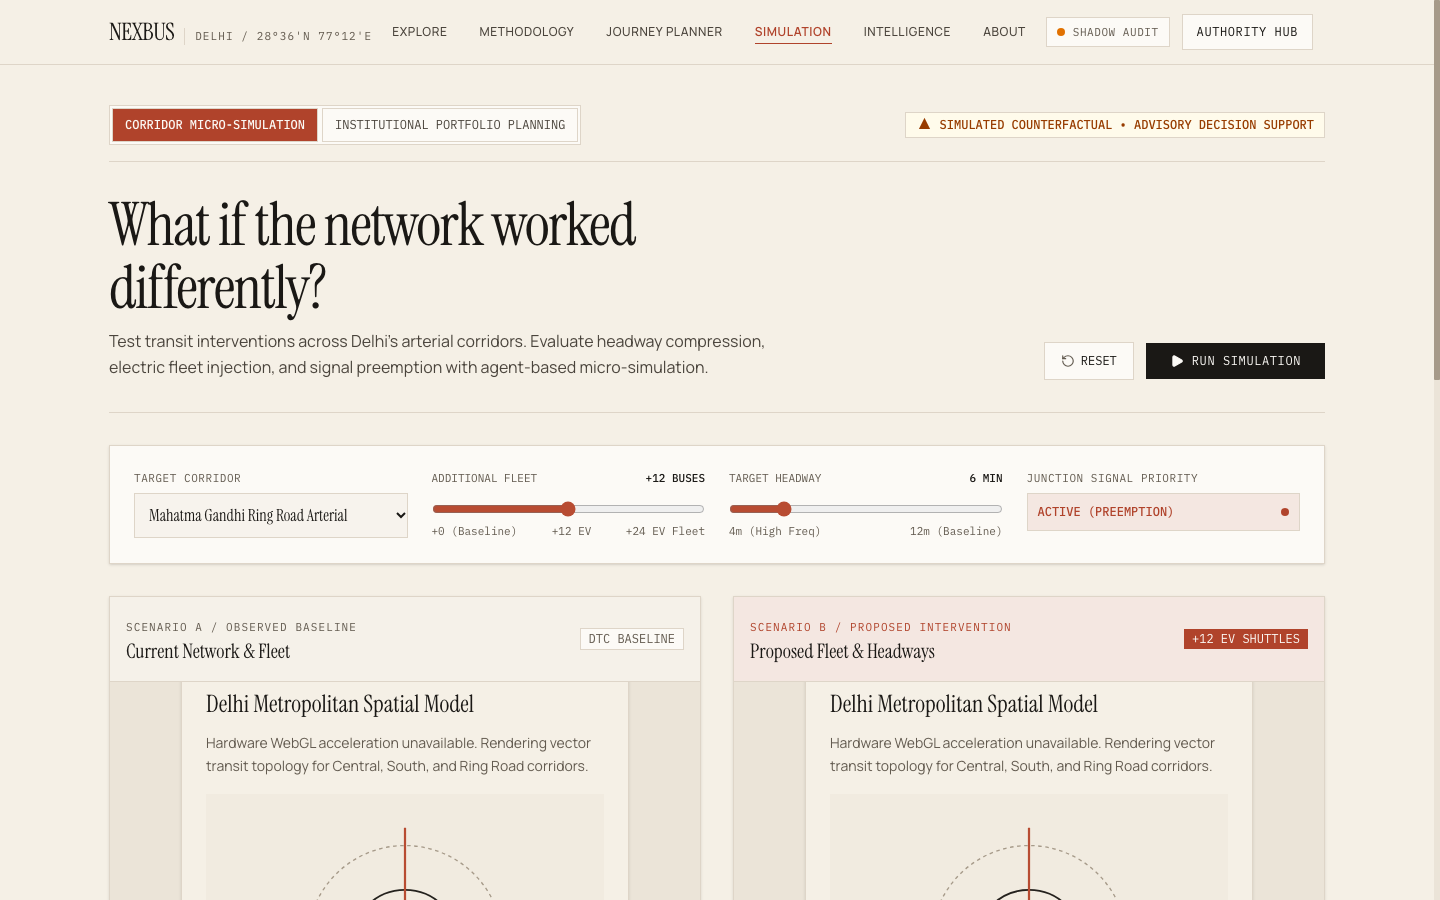 NEXBUS
DELHI / 28°36'N 77°12'E
EXPLORE
METHODOLOGY
JOURNEY PLANNER
SIMULATION
INTELLIGENCE
ABOUT
SHADOW AUDIT
AUTHORITY HUB
CORRIDOR MICRO-SIMULATION
INSTITUTIONAL PORTFOLIO PLANNING
▲ SIMULATED COUNTERFACTUAL • ADVISORY DECISION SUPPORT
What if the network worked
differently?
Test transit interventions across Delhi's arterial corridors. Evaluate headway compression,
electric fleet injection, and signal preemption with agent-based micro-simulation.
RESET
RUN SIMULATION
TARGET CORRIDOR
Mahatma Gandhi Ring Road Arterial
ADDITIONAL FLEET
+12 BUSES
+0 (Baseline)
+12 EV
+24 EV Fleet
TARGET HEADWAY
6 MIN
4m (High Freq)
12m (Baseline)
JUNCTION SIGNAL PRIORITY
ACTIVE (PREEMPTION)
SCENARIO A / OBSERVED BASELINE
Current Network & Fleet
DTC BASELINE
Delhi Metropolitan Spatial Model
Hardware WebGL acceleration unavailable. Rendering vector
transit topology for Central, South, and Ring Road corridors.
SCENARIO B / PROPOSED INTERVENTION
Proposed Fleet & Headways
+12 EV SHUTTLES
Delhi Metropolitan Spatial Model
Hardware WebGL acceleration unavailable. Rendering vector
transit topology for Central, South, and Ring Road corridors.